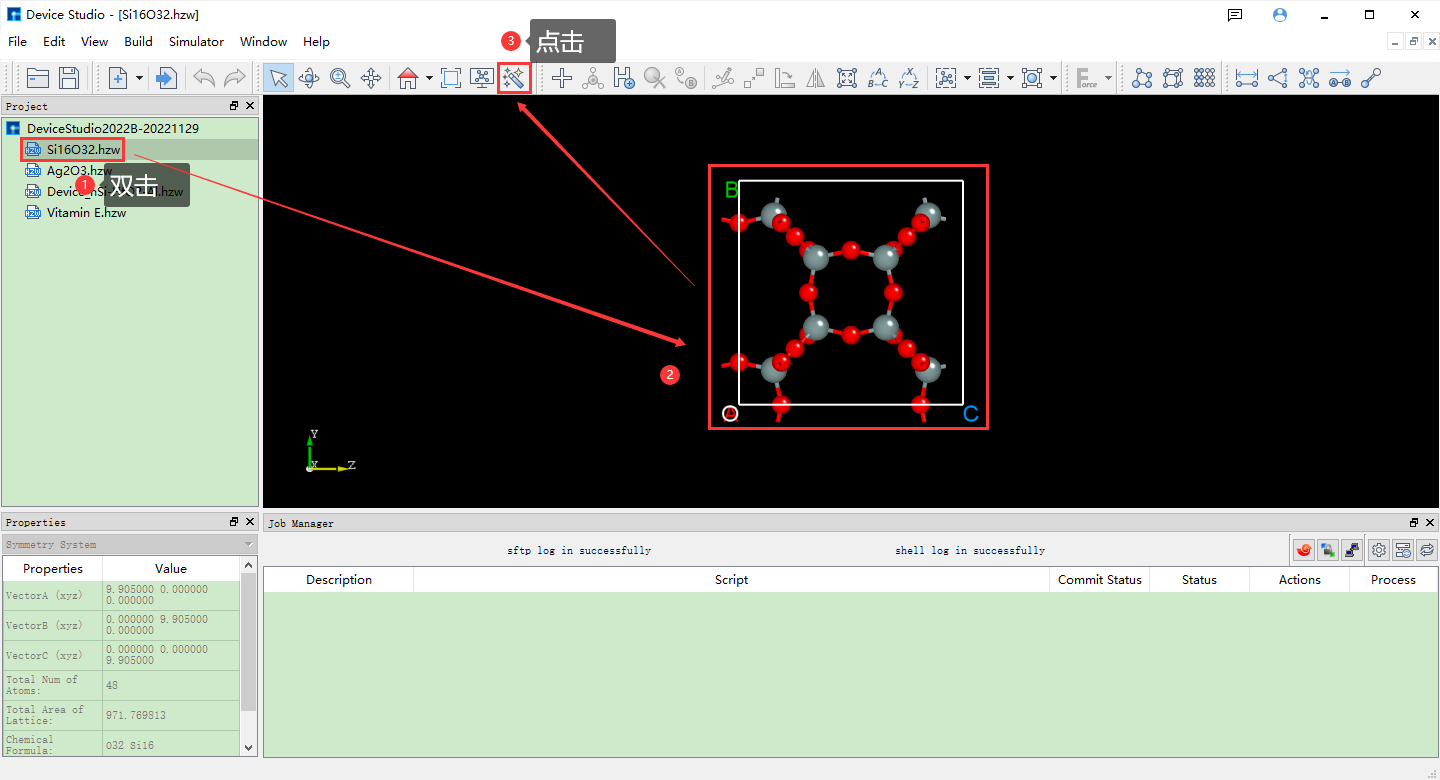 Device Studio - [Si16O32.hzw]
File Edit View Build Simulator Window Help
3 点击
Force
Project
DeviceStudio2022B-20221129
Si16O32.hzw
Ag2O3.hzw
1 双击
Vitamin E.hzw
2
B
O
C
Y
X
Z
Properties
Symmetry System
Properties Value
VectorA (xyz) 9.905000 0.000000
0.000000
VectorB (xyz) 0.000000 9.905000
0.000000
VectorC (xyz) 0.000000 0.000000
9.905000
Total Num of
Atoms: 48
Total Area of
Lattice: 971.769813
Chemical
Formula: O32 Si16
Job Manager
sftp log in successfully shell log in successfully
Description Script Commit Status Status Actions Process